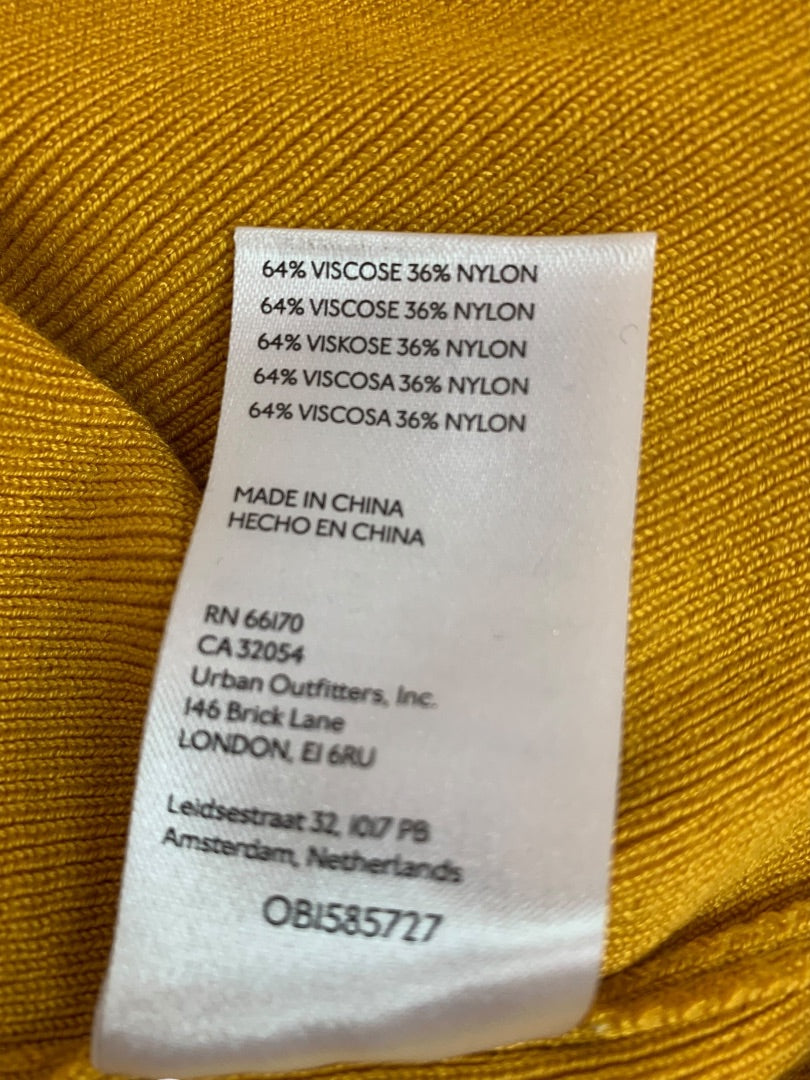 64% VISCOSE 36% NYLON
64% VISCOSE 36% NYLON
64% VISKOSE 36% NYLON
64% VISCOSA 36% NYLON
64% VISCOSA 36% NYLON
MADE IN CHINA
HECHO EN CHINA
RN 66170
CA 32054
Urban Outfitters, Inc.
146 Brick Lane
LONDON, E1 6RU
Leidsestraat 32, 1017 PB
Amsterdam, Netherlands
OB1585727